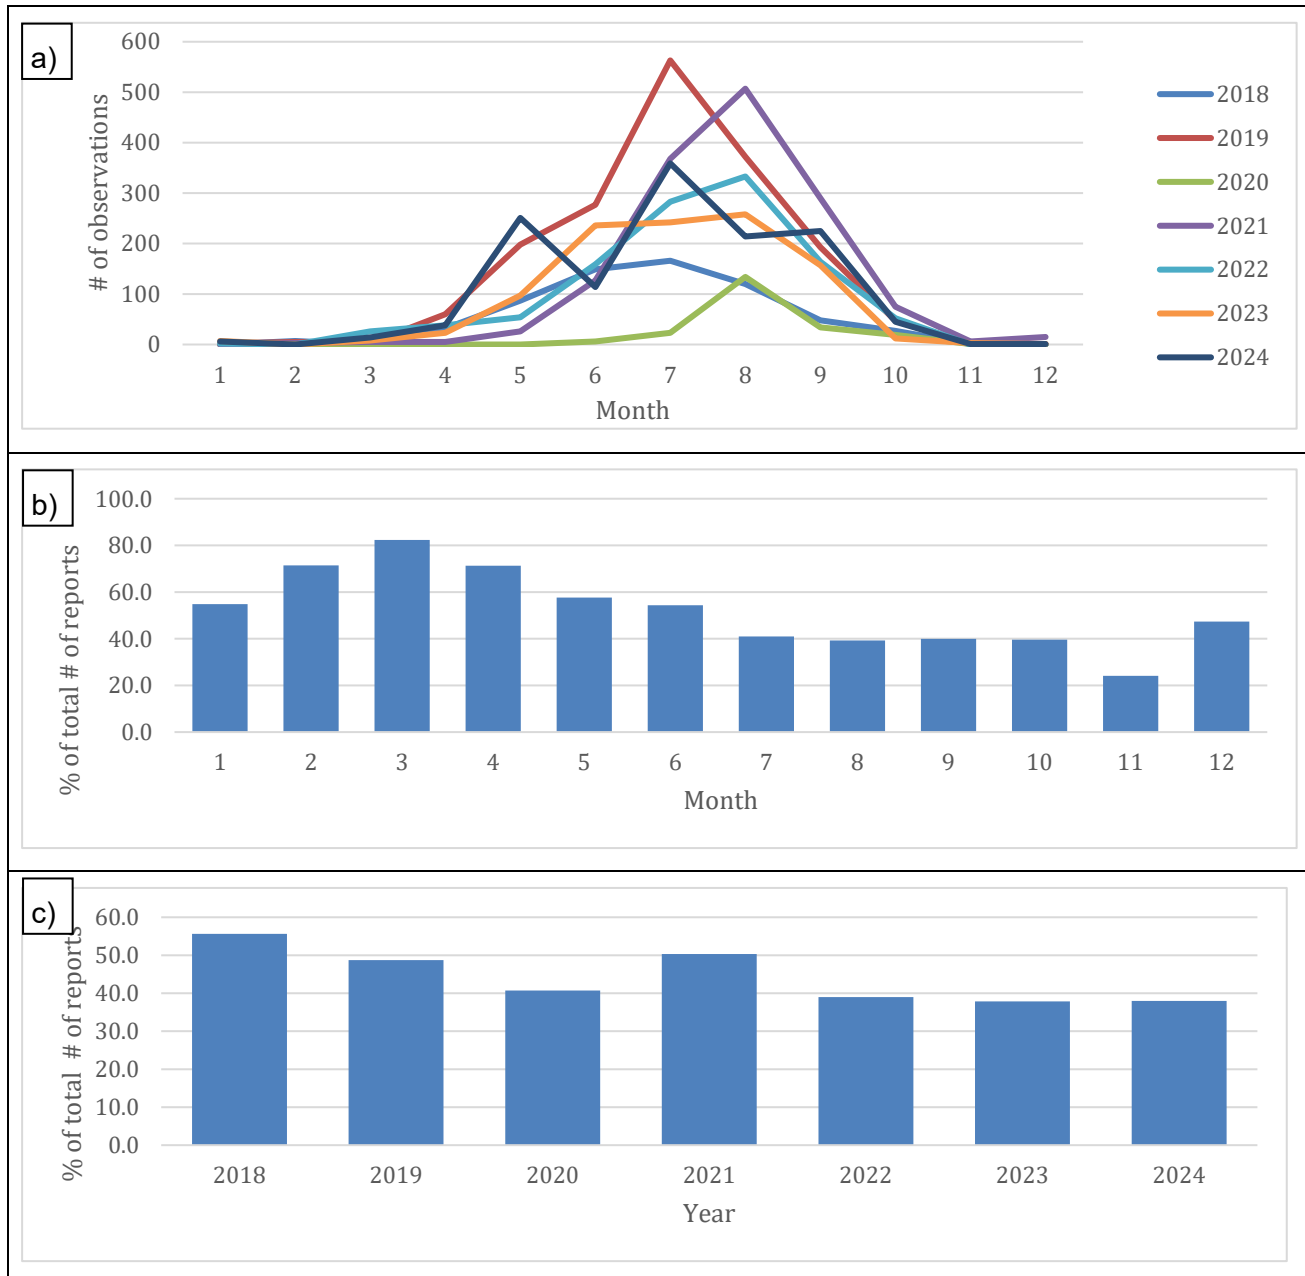 a)
600
500
400
300
200
100
0
# of observations
1 2 3 4 5 6 7 8 9 10 11 12
Month
2018
2019
2020
2021
2022
2023
2024
b)
100.0
80.0
60.0
40.0
20.0
0.0
% of total # of reports
1 2 3 4 5 6 7 8 9 10 11 12
Month
c)
60.0
50.0
40.0
30.0
20.0
10.0
0.0
% of total # of reports
2018 2019 2020 2021 2022 2023 2024
Year